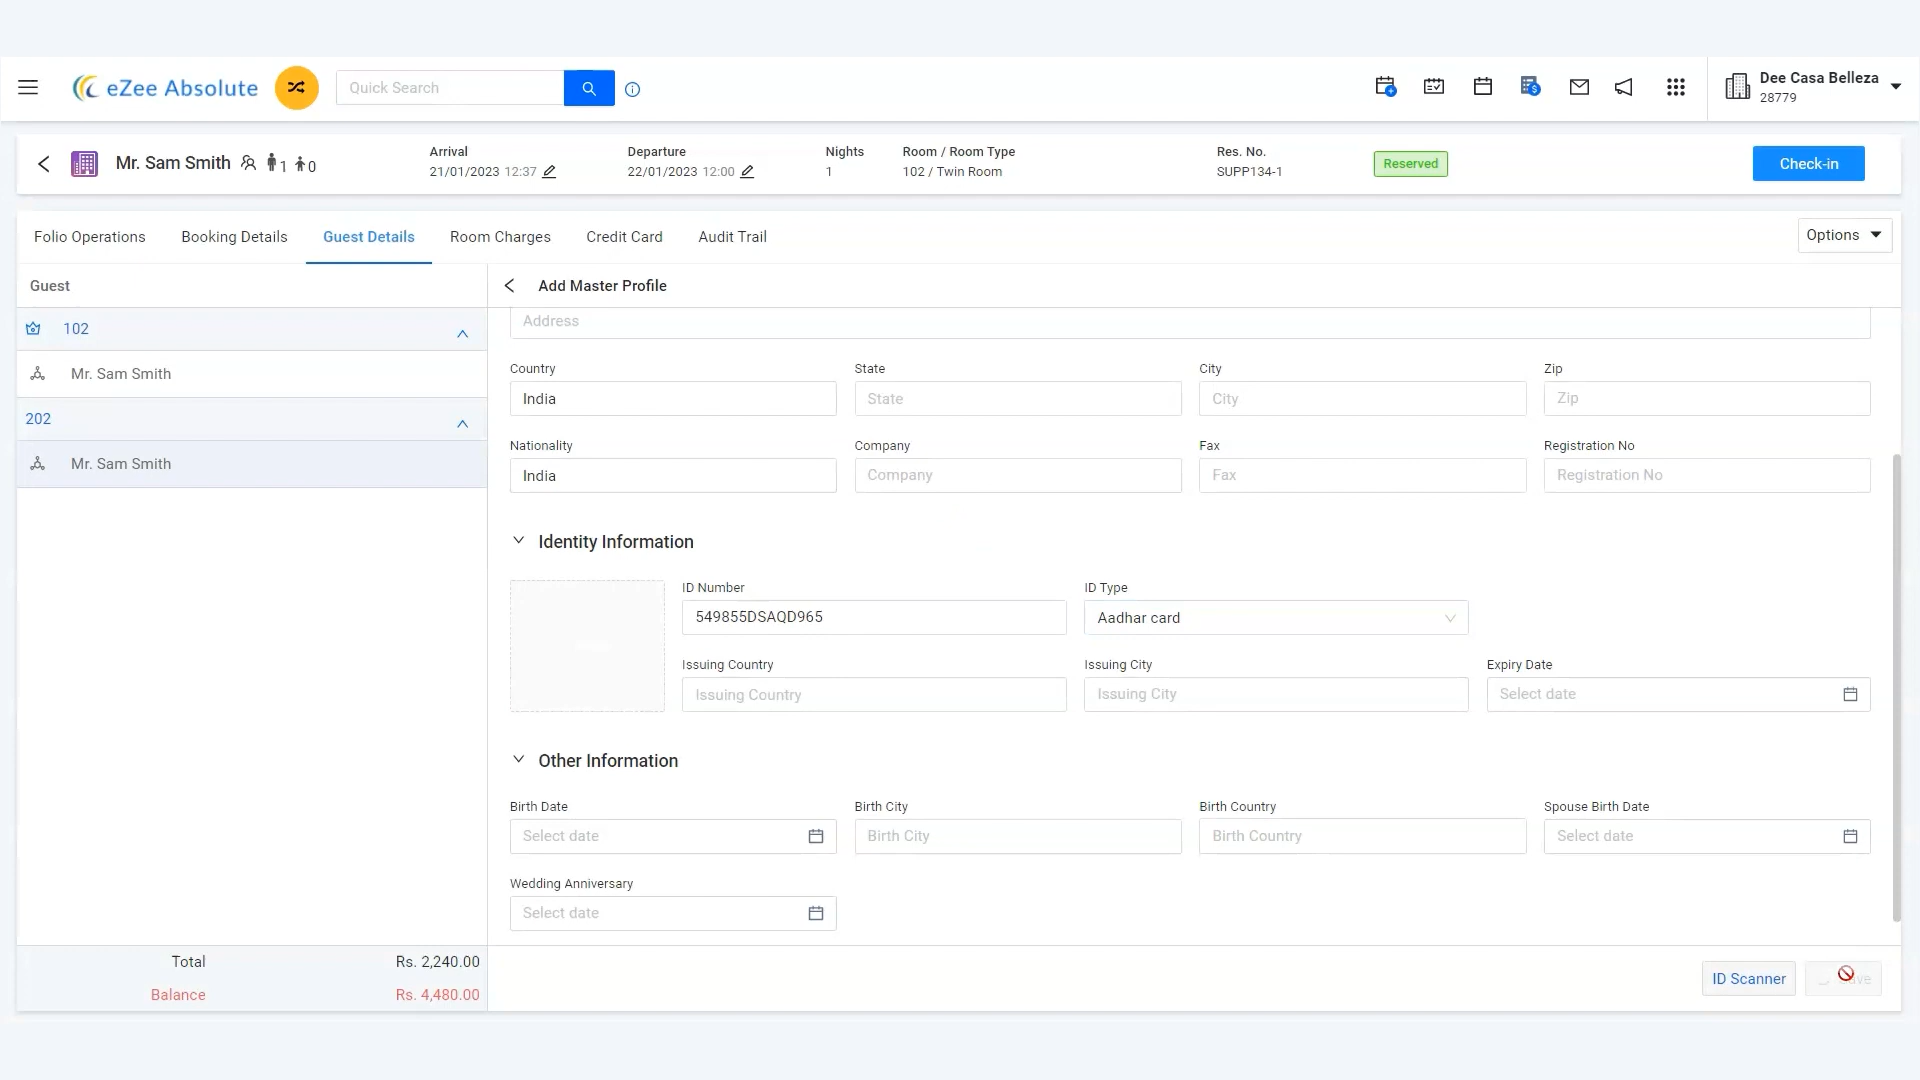 eZee Absolute
Quick Search
Dee Casa Belleza
28779
Mr. Sam Smith 1 0
Arrival
21/01/2023 12:37
Departure
22/01/2023 12:00
Nights
1
Room / Room Type
102 / Twin Room
Res. No.
SUPP134-1
Reserved
Check-in
Folio Operations
Booking Details
Guest Details
Room Charges
Credit Card
Audit Trail
Options
Guest
102
Mr. Sam Smith
202
Mr. Sam Smith
Add Master Profile
Address
Country
India
State
State
City
City
Zip
Zip
Nationality
India
Company
Company
Fax
Fax
Registration No
Registration No
Identity Information
ID Number
549855DSAQD965
ID Type
Aadhar card
Issuing Country
Issuing Country
Issuing City
Issuing City
Expiry Date
Select date
Other Information
Birth Date
Select date
Birth City
Birth City
Birth Country
Birth Country
Spouse Birth Date
Select date
Wedding Anniversary
Select date
Total Rs. 2,240.00
Balance Rs. 4,480.00
ID Scanner